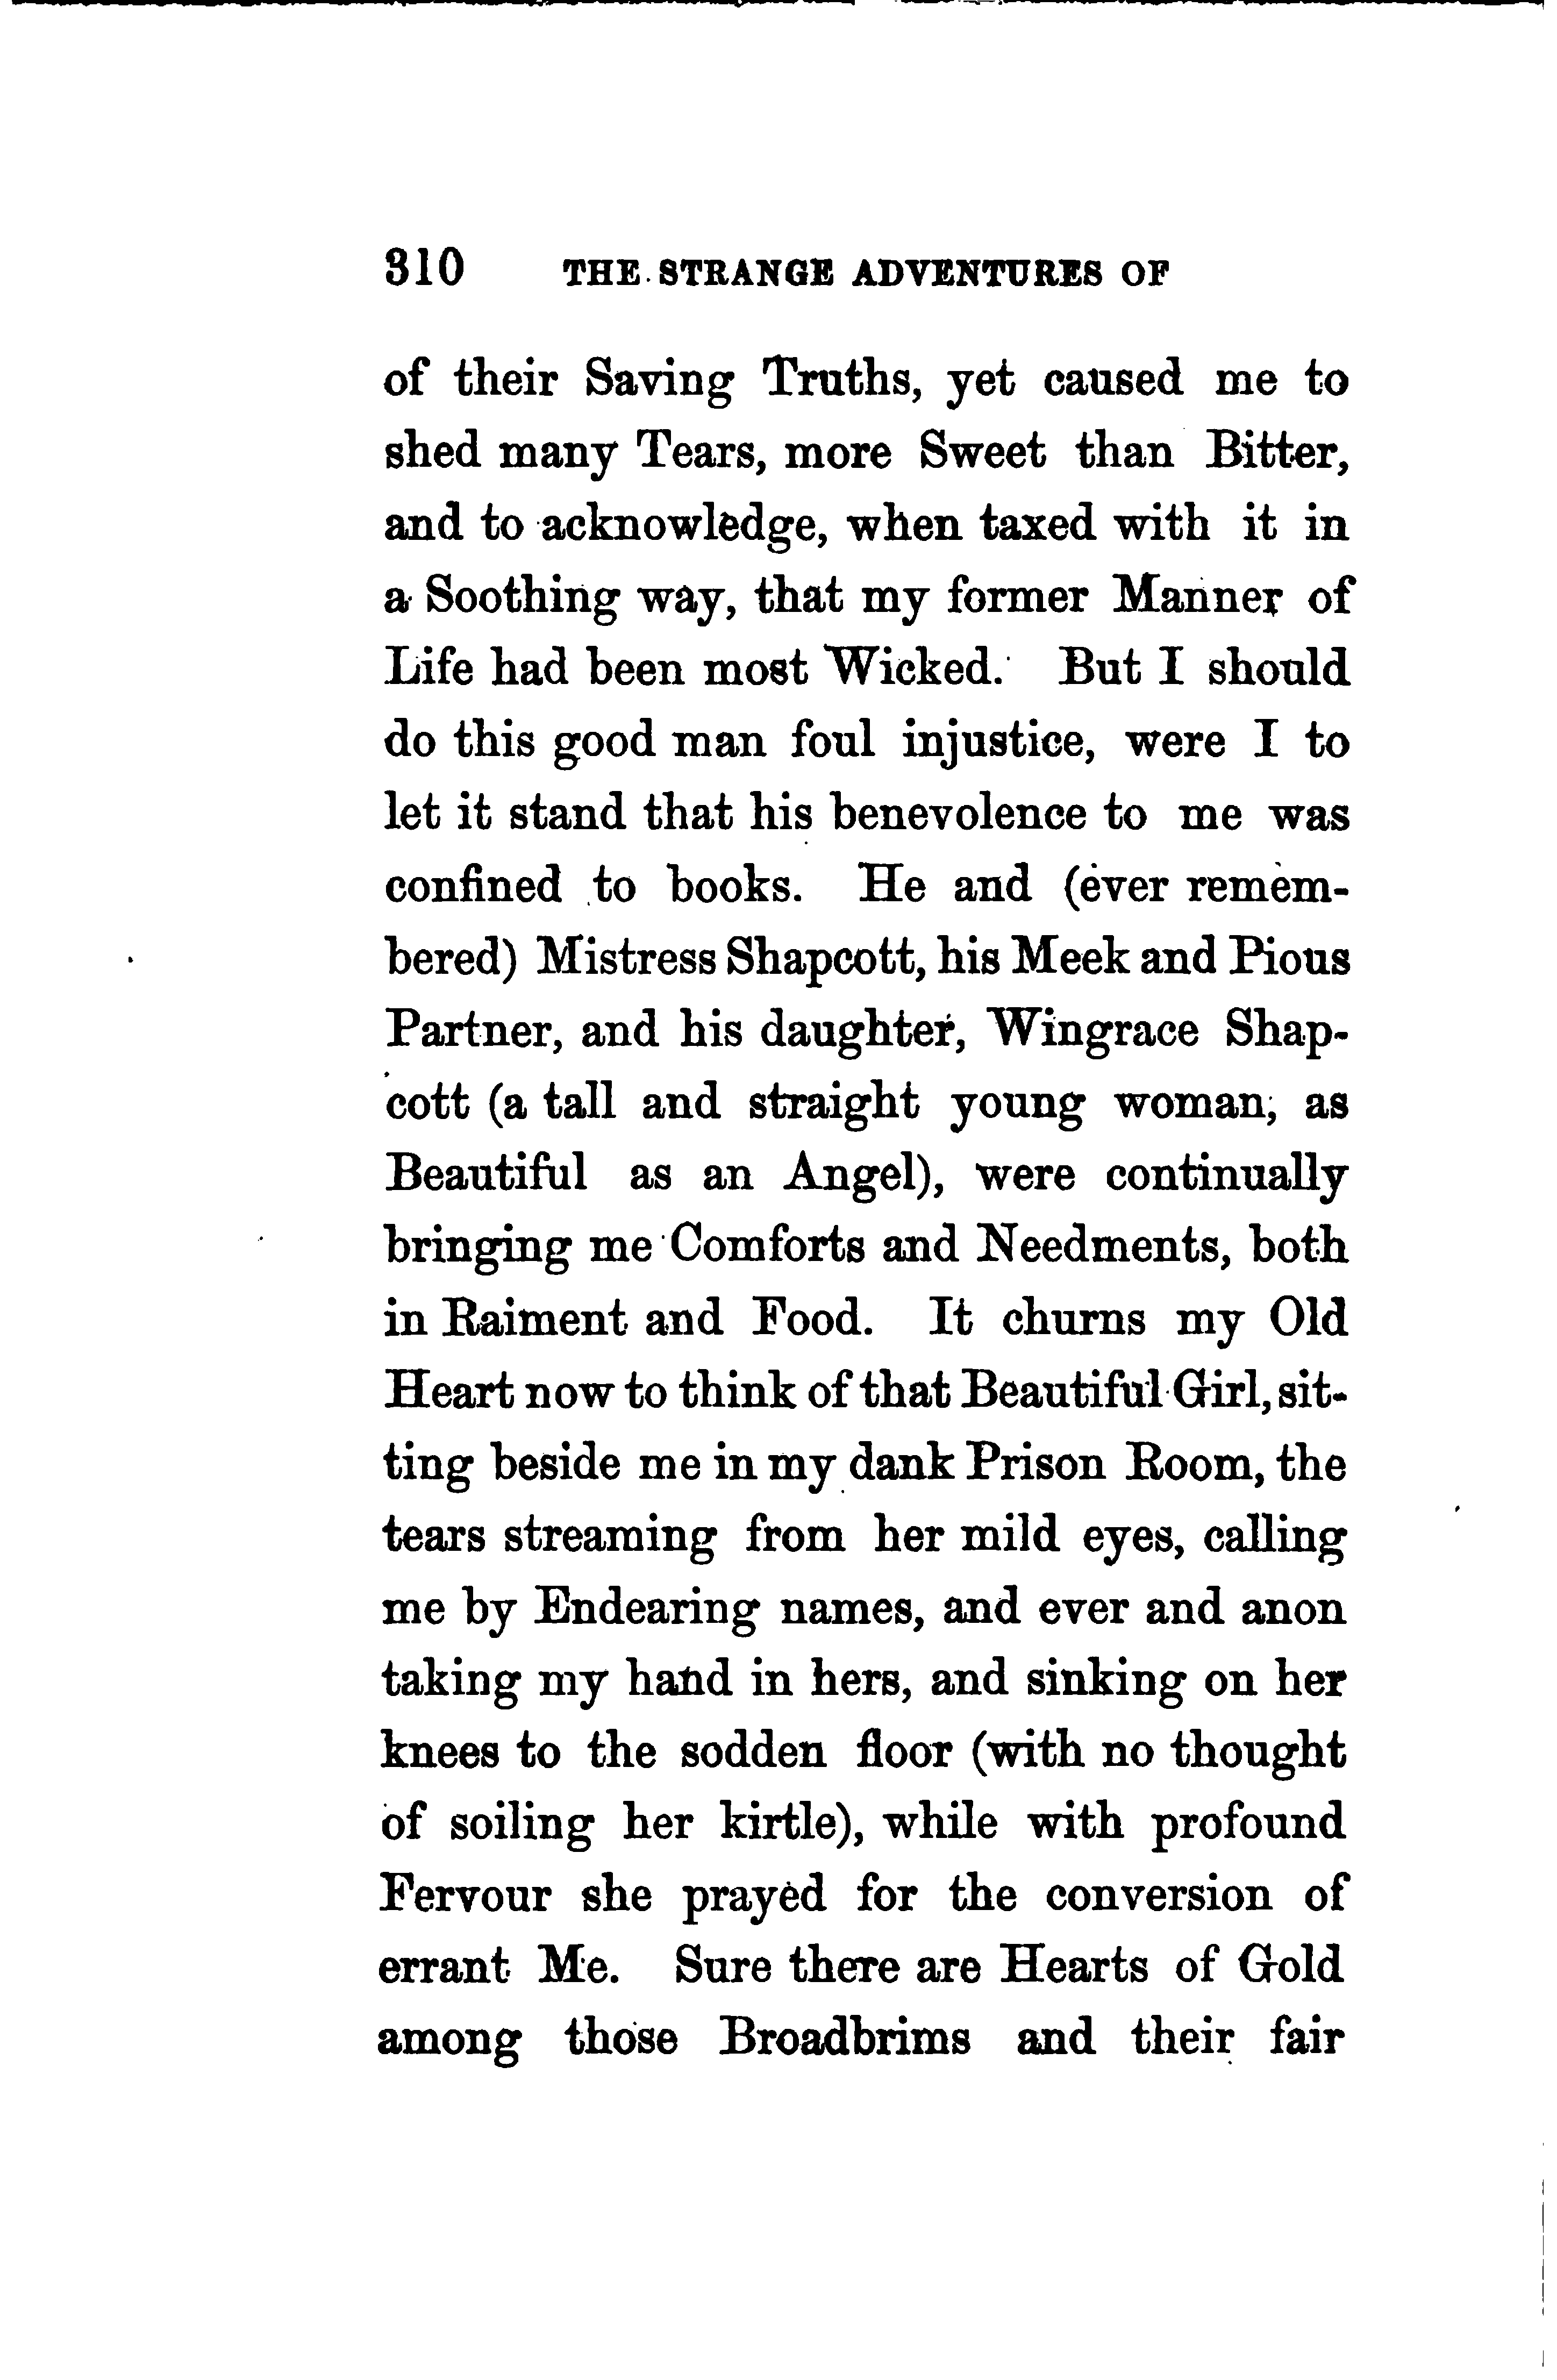 310 THE STRANGE ADVENTURES OF
of their Saving Truths, yet caused me to
shed many Tears, more Sweet than Bitter,
and to acknowledge, when taxed with it in
a Soothing way, that my former Manner of
Life had been most Wicked. But I should
do this good man foul injustice, were I to
let it stand that his benevolence to me was
confined to books. He and (ever remem-
bered) Mistress Shapcott, his Meek and Pious
Partner, and his daughter, Wingrace Shap-
cott (a tall and straight young woman, as
Beautiful as an Angel), were continually
bringing me Comforts and Needments, both
in Raiment and Food. It churns my Old
Heart now to think of that Beautiful Girl, sit-
ting beside me in my dank Prison Room, the
tears streaming from her mild eyes, calling
me by Endearing names, and ever and anon
taking my hand in hers, and sinking on her
knees to the sodden floor (with no thought
of soiling her kirtle), while with profound
Fervour she prayed for the conversion of
errant Me. Sure there are Hearts of Gold
among those Broadbrims and their fair